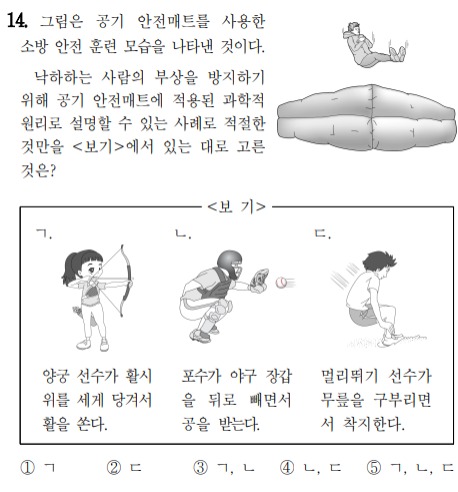 14. 그림은 공기 안전매트를 사용한
소방 안전 훈련 모습을 나타낸 것이다.
낙하하는 사람의 부상을 방지하기
위해 공기 안전매트에 적용된 과학적
원리로 설명할 수 있는 사례로 적절한
것만을 <보기>에서 있는 대로 고른
것은?
<보 기>
ㄱ. ㄴ. ㄷ.
양궁 선수가 활시
위를 세게 당겨서
활을 쏜다.
포수가 야구 장갑
을 뒤로 빼면서
공을 받는다.
멀리뛰기 선수가
무릎을 구부리면
서 착지한다.
① ㄱ ② ㄷ ③ ㄱ, ㄴ ④ ㄴ, ㄷ ⑤ ㄱ, ㄴ, ㄷ